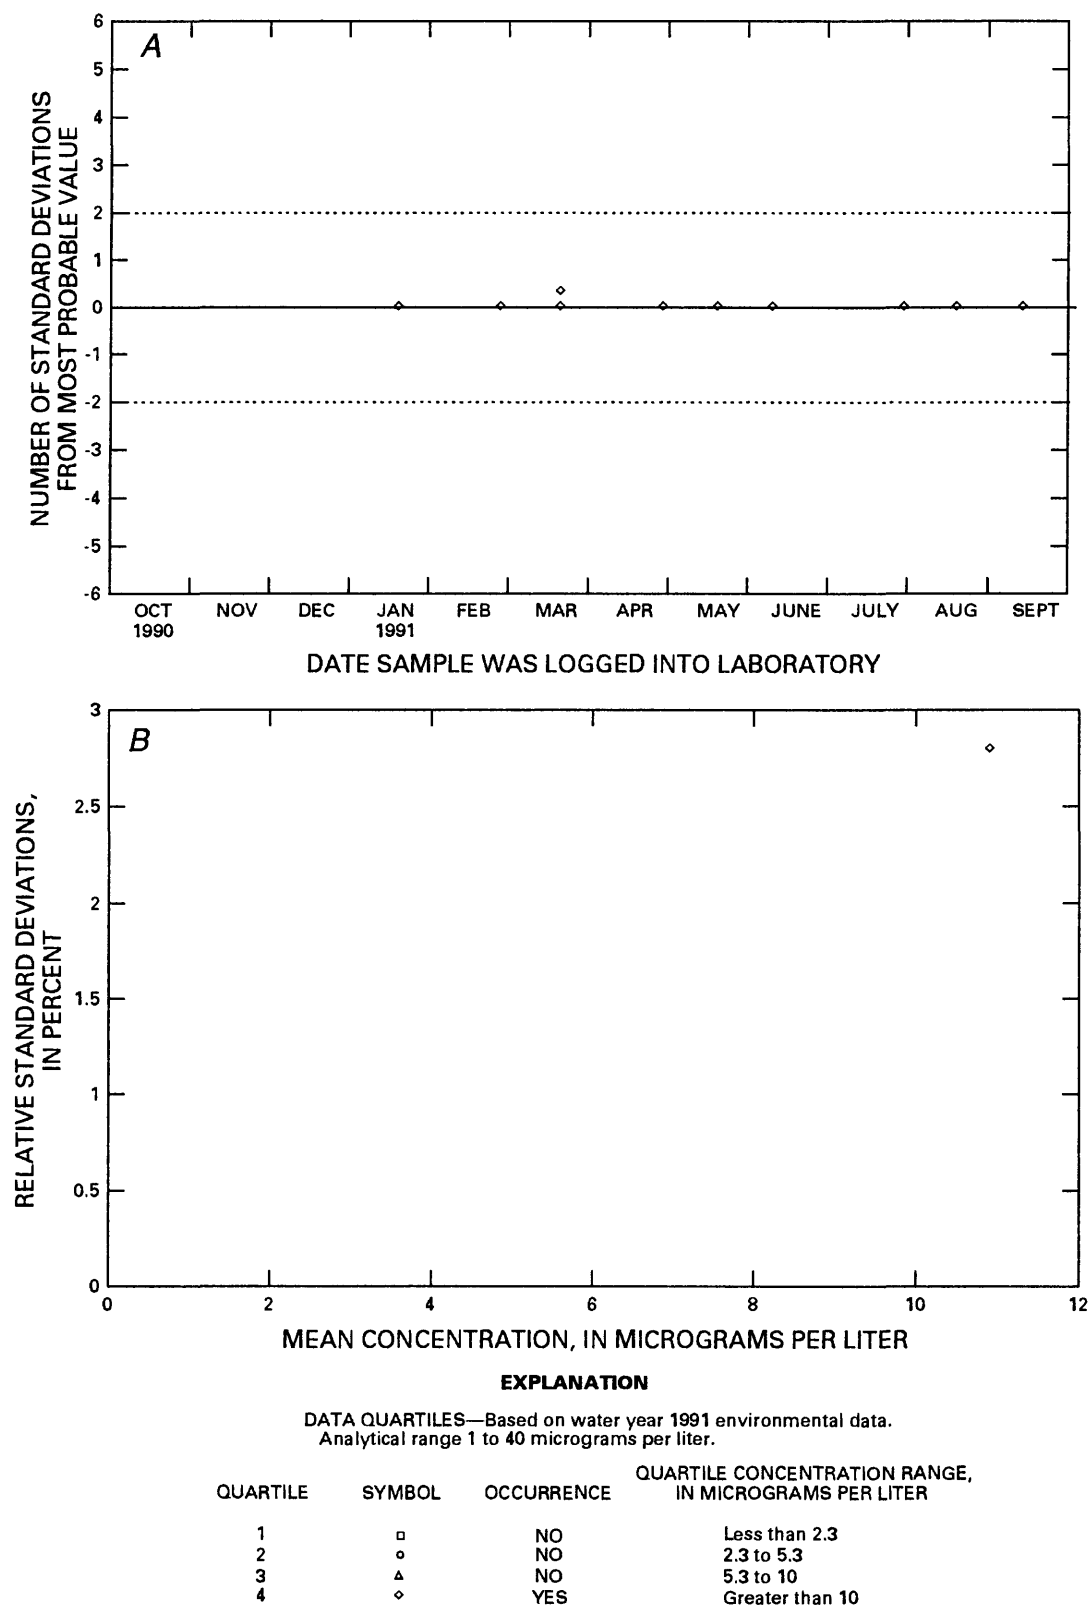 A
6
5
4
3
2
1
0
-1
-2
-3
-4
-5
-6
NUMBER OF STANDARD DEVIATIONS
FROM MOST PROBABLE VALUE
OCT NOV DEC JAN FEB MAR APR MAY JUNE JULY AUG SEPT
1990 1991
DATE SAMPLE WAS LOGGED INTO LABORATORY
B
3
2.5
2
1.5
1
0.5
0
RELATIVE STANDARD DEVIATIONS,
IN PERCENT
0 2 4 6 8 10 12
MEAN CONCENTRATION, IN MICROGRAMS PER LITER
EXPLANATION
DATA QUARTILES—Based on water year 1991 environmental data.
Analytical range 1 to 40 micrograms per liter.
QUARTILE SYMBOL OCCURRENCE QUARTILE CONCENTRATION RANGE,
IN MICROGRAMS PER LITER
1 NO Less than 2.3
2 NO 2.3 to 5.3
3 NO 5.3 to 10
4 YES Greater than 10